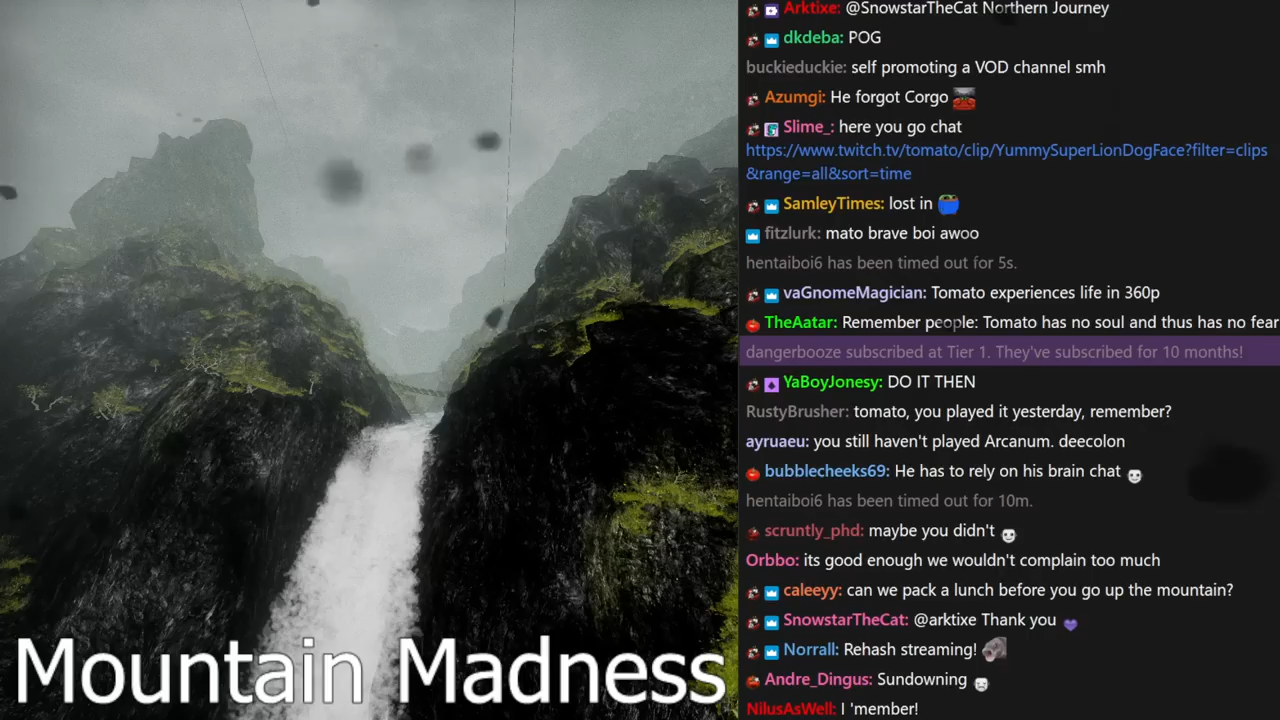 Arktixe: @SnowstarTheCat Northern Journey
dkdeba: POG
buckieduckie: self promoting a VOD channel smh
Azumgi: He forgot Corgo
Slime_: here you go chat
https://www.twitch.tv/tomato/clip/YummySuperLionDogFace?filter=clips
&range=all&sort=time
SamleyTimes: lost in
fitzlurk: mato brave boi awoo
hentaiboi6 has been timed out for 5s.
vaGnomeMagician: Tomato experiences life in 360p
TheAatar: Remember people: Tomato has no soul and thus has no fear
dangerbooze subscribed at Tier 1. They've subscribed for 10 months!
YaBoyJonesy: DO IT THEN
RustyBrusher: tomato, you played it yesterday, remember?
ayruaeu: you still haven't played Arcanum. deecolon
bubblecheeks69: He has to rely on his brain chat
hentaiboi6 has been timed out for 10m.
scruntly_phd: maybe you didn't
Orbbo: its good enough we wouldn't complain too much
caleeyy: can we pack a lunch before you go up the mountain?
SnowstarTheCat: @arktixe Thank you
Norrall: Rehash streaming!
Andre_Dingus: Sundowning
NilusAsWell: I 'member!
Mountain Madness